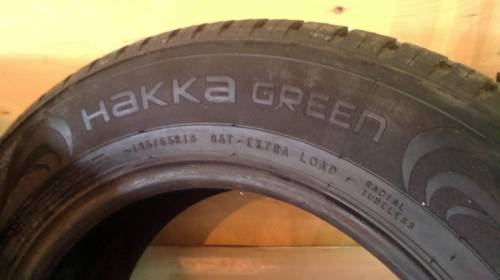 HAKKA GREEN
EXTRA LOAD
RADIAL
TUBELESS